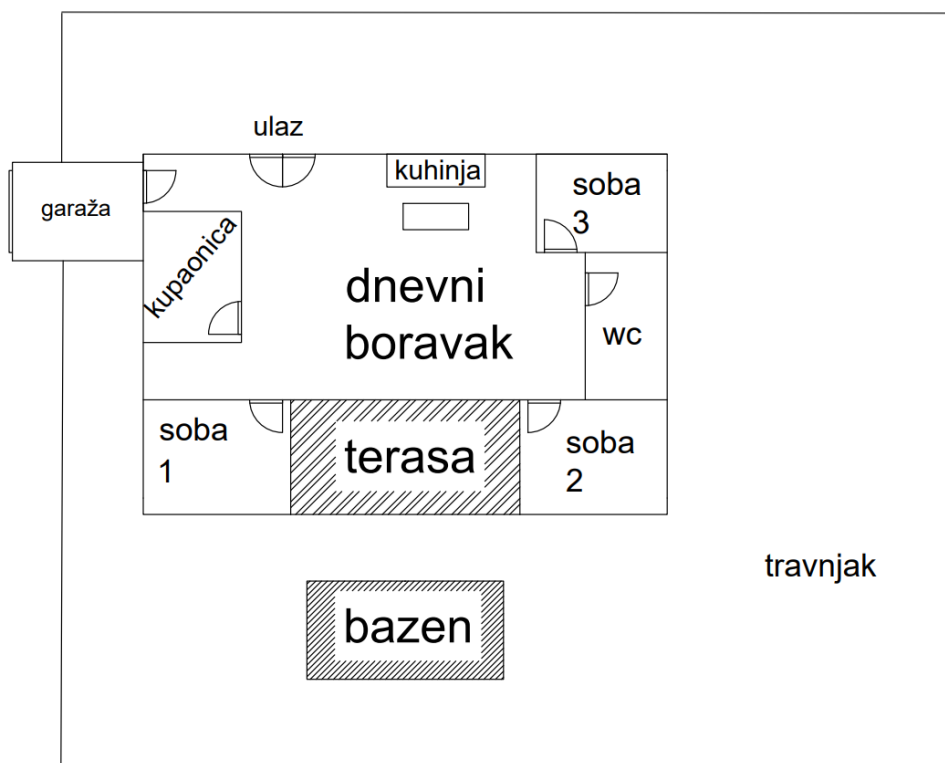 ulaz
kuhinja
soba
3
garaža
kupaonica
dnevni
boravak
wc
soba
1
terasa
soba
2
travnjak
bazen